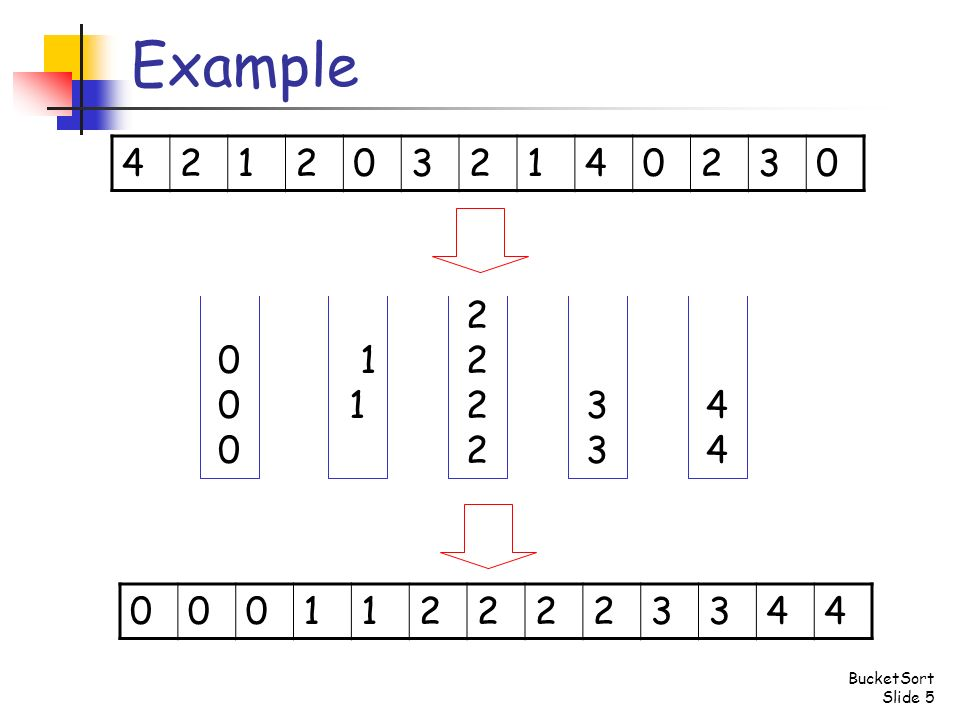 Example
4 2 1 2 0 3 2 1 4 0 2 3 0
2
0 1 2
0 1 2 3 4
0 2 3 4
0 0 0 1 1 2 2 2 2 3 3 4 4
BucketSort
Slide 5